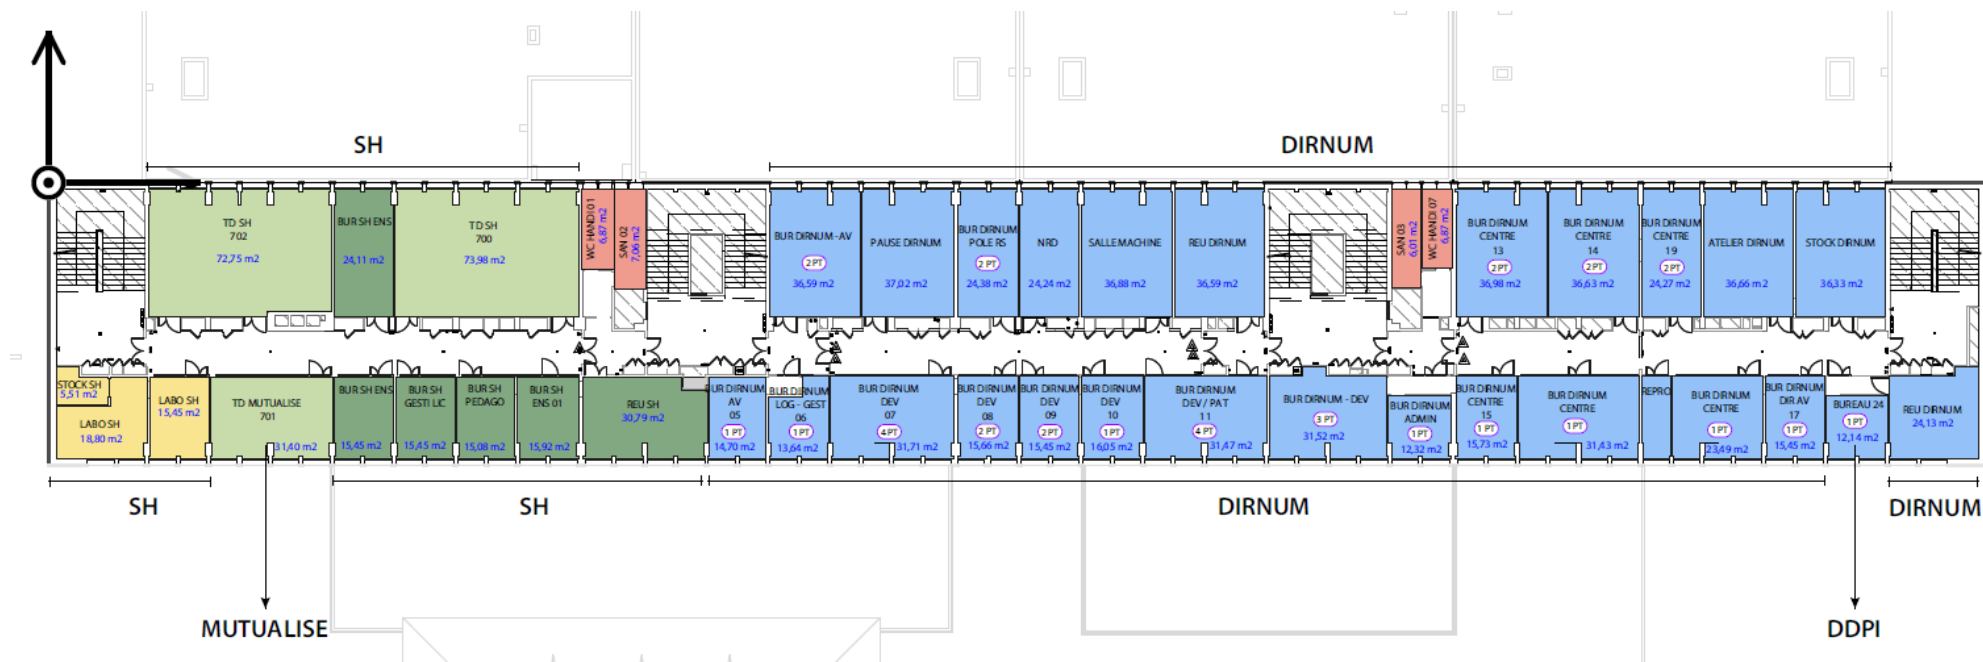 SH
DIRNUM
TD SH
702
72,75 m2
BUR SH ENS
24,11 m2
TD SH
700
73,98 m2
WC HANDI 01
6,87 m2
SAN 02
7,06 m2
BUR DIRNUM - AV
2 PT
36,59 m2
PAUSE DIRNUM
37,02 m2
BUR DIRNUM
POLE RS
2 PT
24,38 m2
NRD
24,24 m2
SALLE MACHINE
36,88 m2
REU DIRNUM
36,59 m2
SAN 03
6,01 m2
WC HANDI 07
6,87 m2
BUR DIRNUM
CENTRE
13
2 PT
36,98 m2
BUR DIRNUM
CENTRE
14
2 PT
36,63 m2
BUR DIRNUM
CENTRE
19
2 PT
24,27 m2
ATELIER DIRNUM
36,66 m2
STOCK DIRNUM
36,33 m2
STOCK SH
5,51 m2
LABO SH
18,80 m2
LABO SH
15,45 m2
TD MUTUALISE
701
31,40 m2
BUR SH ENS
15,45 m2
BUR SH
GESTI LIC
15,45 m2
BUR SH
PEDAGO
15,08 m2
BUR SH
ENS 01
15,92 m2
REU SH
30,79 m2
BUR DIRNUM
AV
05
1 PT
14,70 m2
BUR DIRNUM
LOG - GEST
06
1 PT
13,64 m2
BUR DIRNUM
DEV
07
4 PT
31,71 m2
BUR DIRNUM
DEV
08
2 PT
15,66 m2
BUR DIRNUM
DEV
09
2 PT
15,45 m2
BUR DIRNUM
DEV
10
1 PT
16,05 m2
BUR DIRNUM
DEV / PAT
11
4 PT
31,47 m2
BUR DIRNUM - DEV
3 PT
31,52 m2
BUR DIRNUM
ADMIN
1 PT
12,32 m2
BUR DIRNUM
CENTRE
15
1 PT
15,73 m2
BUR DIRNUM
CENTRE
1 PT
31,43 m2
REPRO
BUR DIRNUM
CENTRE
1 PT
23,49 m2
BUR DIRNUM
DIR AV
17
1 PT
15,45 m2
BUREAU 24
1 PT
12,14 m2
REU DIRNUM
24,13 m2
SH
SH
DIRNUM
DIRNUM
MUTUALISE
DDPI